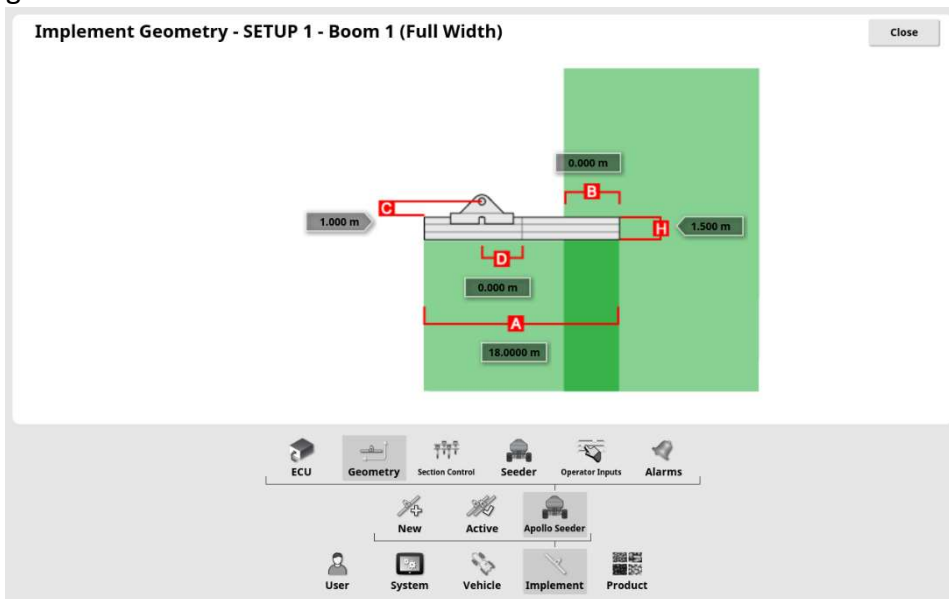 Implement Geometry - SETUP 1 - Boom 1 (Full Width)
Close
0.000 m
B
C
1.000 m
H
1.500 m
D
0.000 m
A
18.0000 m
ECU
Geometry
Section Control
Seeder
Operator Inputs
Alarms
New
Active
Apollo Seeder
User
System
Vehicle
Implement
Product